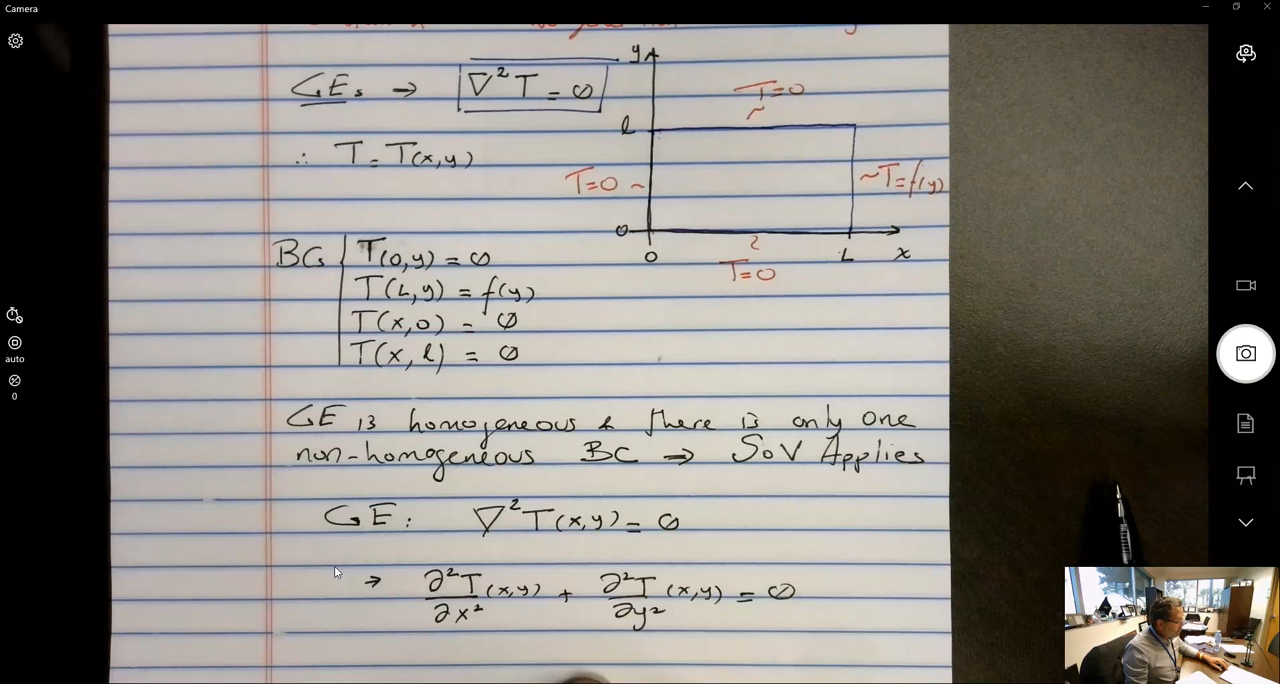 Camera
GEs → ∇²T = 0
∴ T = T(x,y)
y
l
0
0
L
x
T=0
T=0
~T=f(y)
T=0
BCs
T(0,y) = 0
T(L,y) = f(y)
T(x,0) = 0
T(x,l) = 0
GE is homogeneous & there is only one
non-homogeneous BC → SoV Applies
GE: ∇²T(x,y) = 0
→ ∂²T/∂x² (x,y) + ∂²T/∂y² (x,y) = 0
auto
0